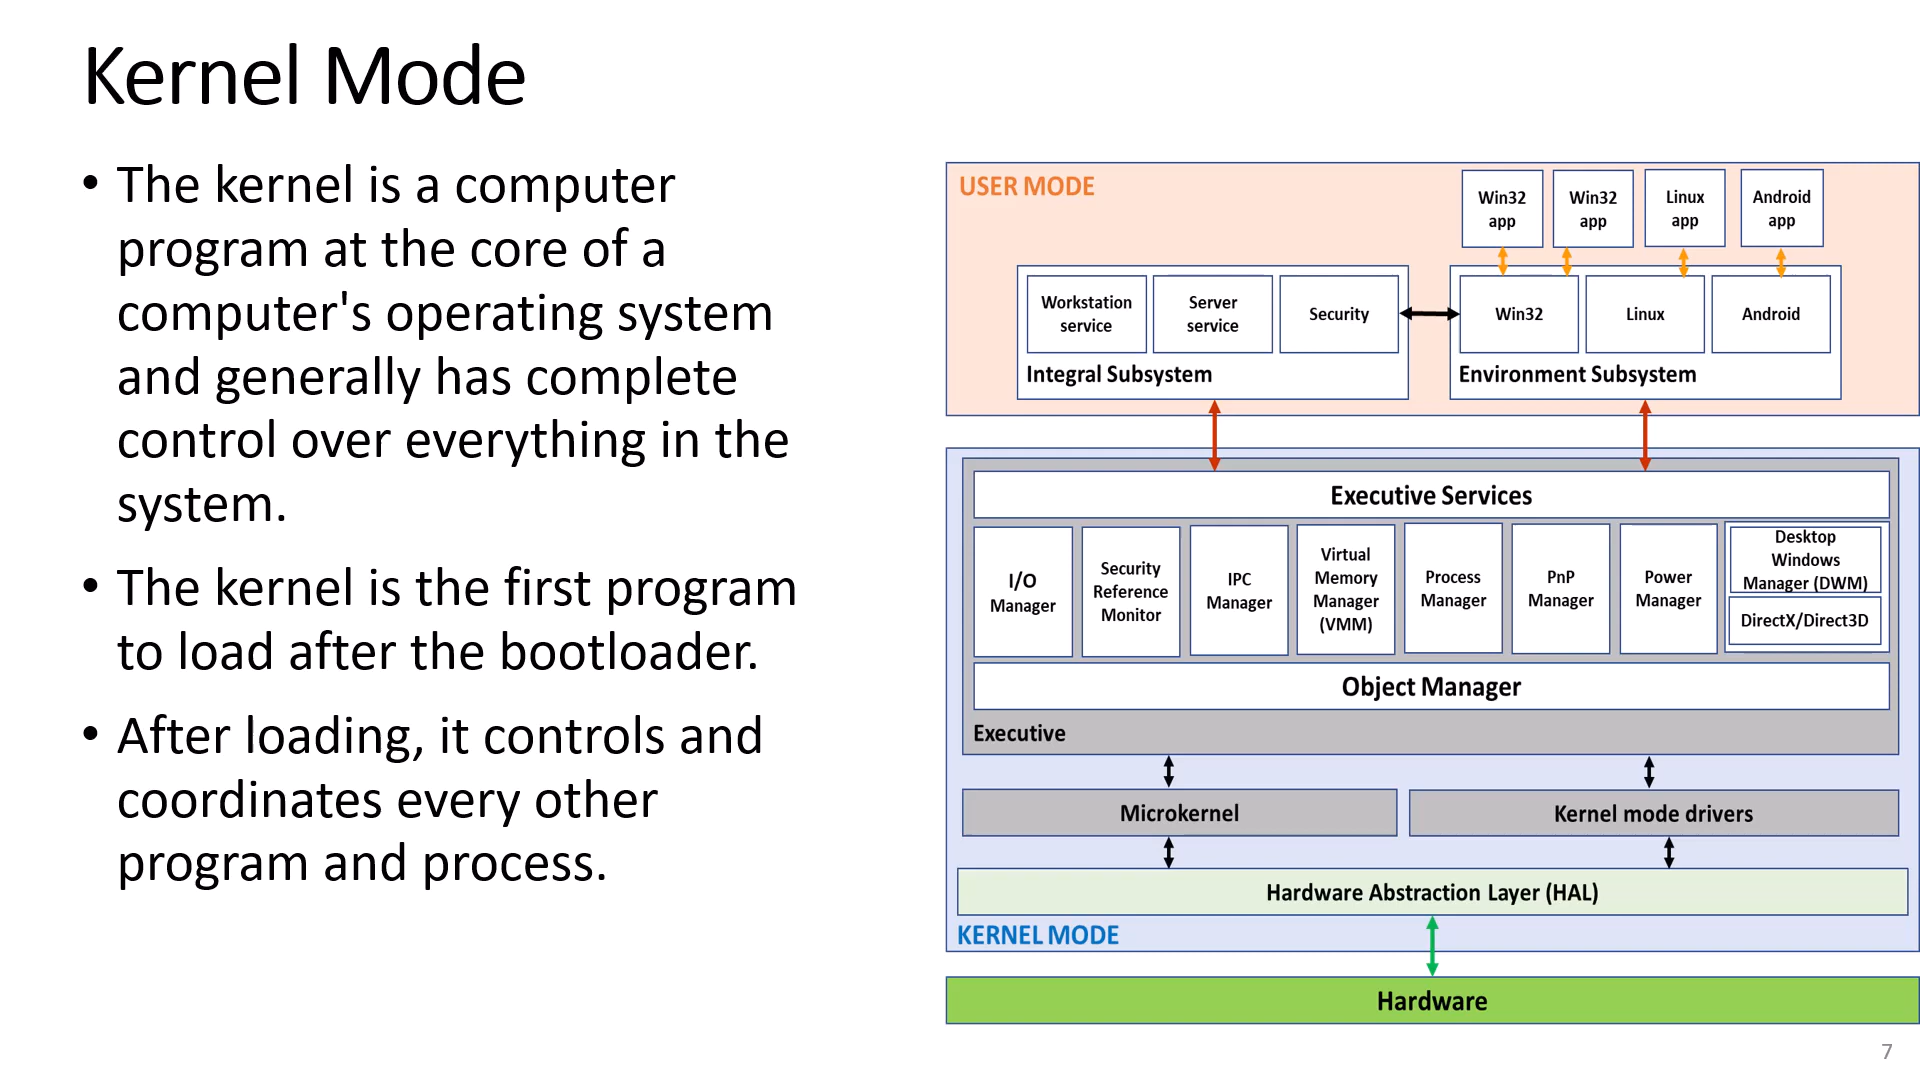 Kernel Mode
• The kernel is a computer
program at the core of a
computer's operating system
and generally has complete
control over everything in the
system.
• The kernel is the first program
to load after the bootloader.
• After loading, it controls and
coordinates every other
program and process.
USER MODE
Win32
app
Win32
app
Linux
app
Android
app
Workstation
service
Server
service
Security
Integral Subsystem
Win32
Linux
Android
Environment Subsystem
Executive Services
I/O
Manager
Security
Reference
Monitor
IPC
Manager
Virtual
Memory
Manager
(VMM)
Process
Manager
PnP
Manager
Power
Manager
Desktop
Windows
Manager (DWM)
DirectX/Direct3D
Object Manager
Executive
Microkernel
Kernel mode drivers
Hardware Abstraction Layer (HAL)
KERNEL MODE
Hardware
7